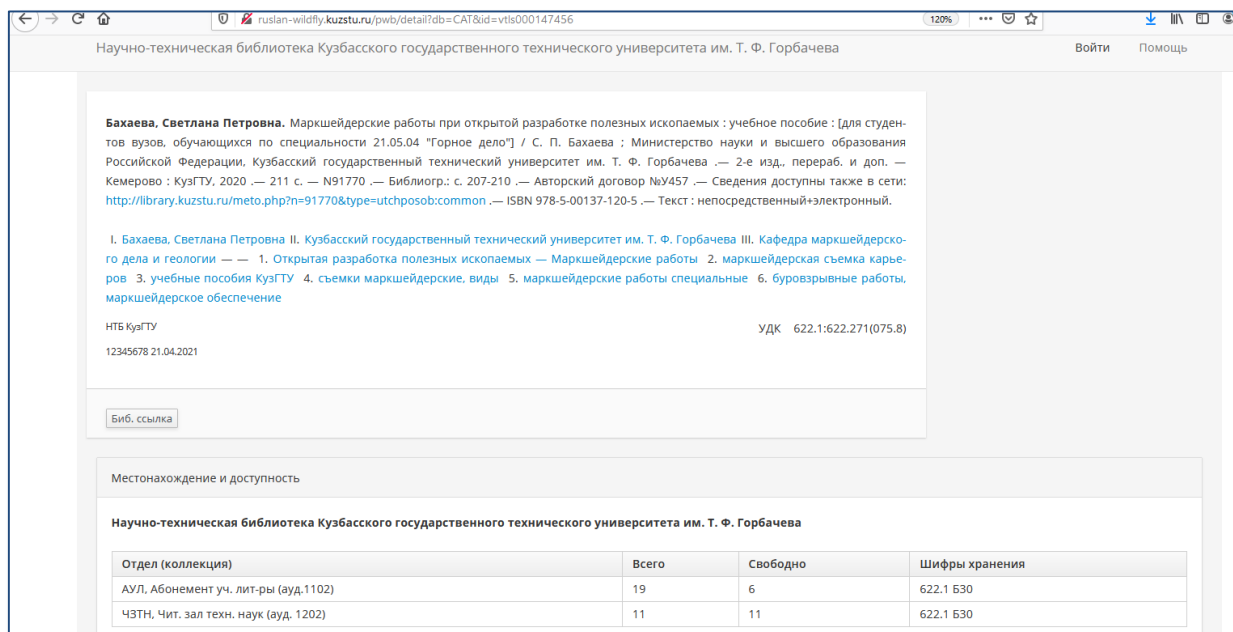 ruslan-wildfly.kuzstu.ru/pwb/detail?db=CAT&id=vtls000147456
120%
Научно-техническая библиотека Кузбасского государственного технического университета им. Т. Ф. Горбачева
Войти
Помощь
Бахаева, Светлана Петровна. Маркшейдерские работы при открытой разработке полезных ископаемых : учебное пособие : [для студен-
тов вузов, обучающихся по специальности 21.05.04 "Горное дело"] / С. П. Бахаева ; Министерство науки и высшего образования
Российской Федерации, Кузбасский государственный технический университет им. Т. Ф. Горбачева .— 2-е изд., перераб. и доп. —
Кемерово : КузГТУ, 2020 .— 211 с. — N91770 .— Библиогр.: с. 207-210 .— Авторский договор №У457 .— Сведения доступны также в сети:
http://library.kuzstu.ru/meto.php?n=91770&type=utchposob:common .— ISBN 978-5-00137-120-5 .— Текст : непосредственный+электронный.
I. Бахаева, Светлана Петровна II. Кузбасский государственный технический университет им. Т. Ф. Горбачева III. Кафедра маркшейдерско-
го дела и геологии — — 1. Открытая разработка полезных ископаемых — Маркшейдерские работы 2. маркшейдерская съемка карье-
ров 3. учебные пособия КузГТУ 4. съемки маркшейдерские, виды 5. маркшейдерские работы специальные 6. буровзрывные работы,
маркшейдерское обеспечение
НТБ КузГТУ
УДК 622.1:622.271(075.8)
12345678 21.04.2021
Биб. ссылка
Местонахождение и доступность
Научно-техническая библиотека Кузбасского государственного технического университета им. Т. Ф. Горбачева
Отдел (коллекция) Всего Свободно Шифры хранения
АУЛ, Абонемент уч. лит-ры (ауд.1102) 19 6 622.1 Б30
ЧЗТН, Чит. зал техн. наук (ауд. 1202) 11 11 622.1 Б30